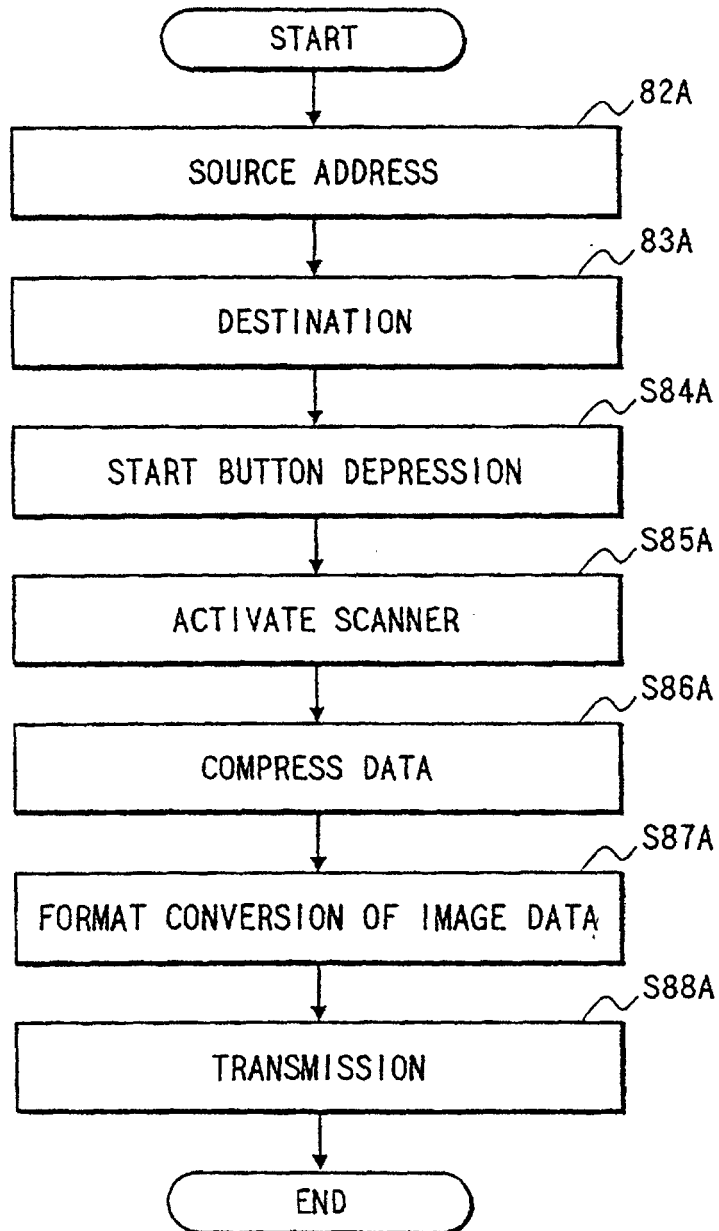 START
82A
SOURCE ADDRESS
83A
DESTINATION
S84A
START BUTTON DEPRESSION
S85A
ACTIVATE SCANNER
S86A
COMPRESS DATA
S87A
FORMAT CONVERSION OF IMAGE DATA
S88A
TRANSMISSION
END